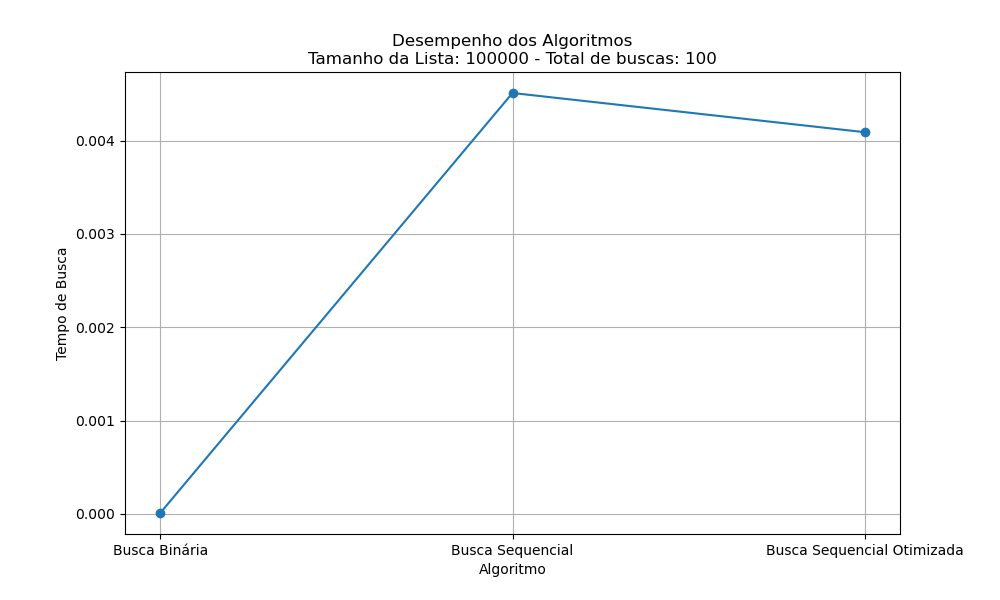 Desempenho dos Algoritmos
Tamanho da Lista: 100000 - Total de buscas: 100
Tempo de Busca
0.004
0.003
0.002
0.001
0.000
Busca Binária
Busca Sequencial
Busca Sequencial Otimizada
Algoritmo